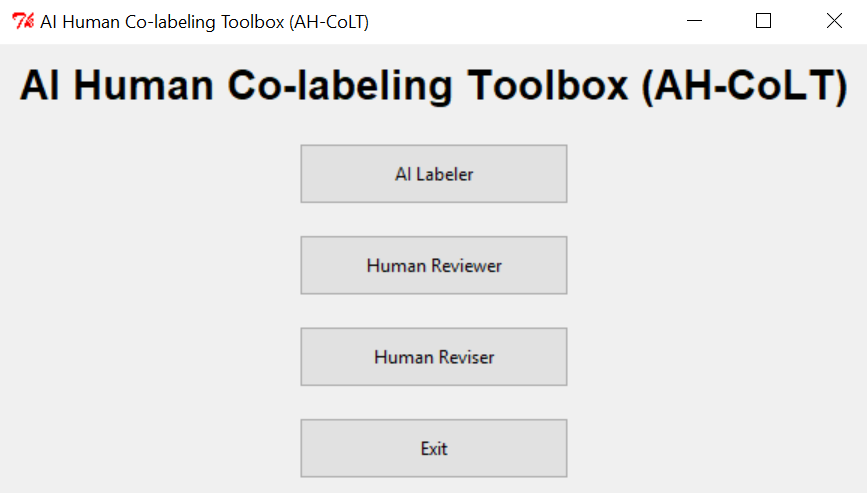 AI Human Co-labeling Toolbox (AH-CoLT)
AI Human Co-labeling Toolbox (AH-CoLT)
AI Labeler
Human Reviewer
Human Reviser
Exit